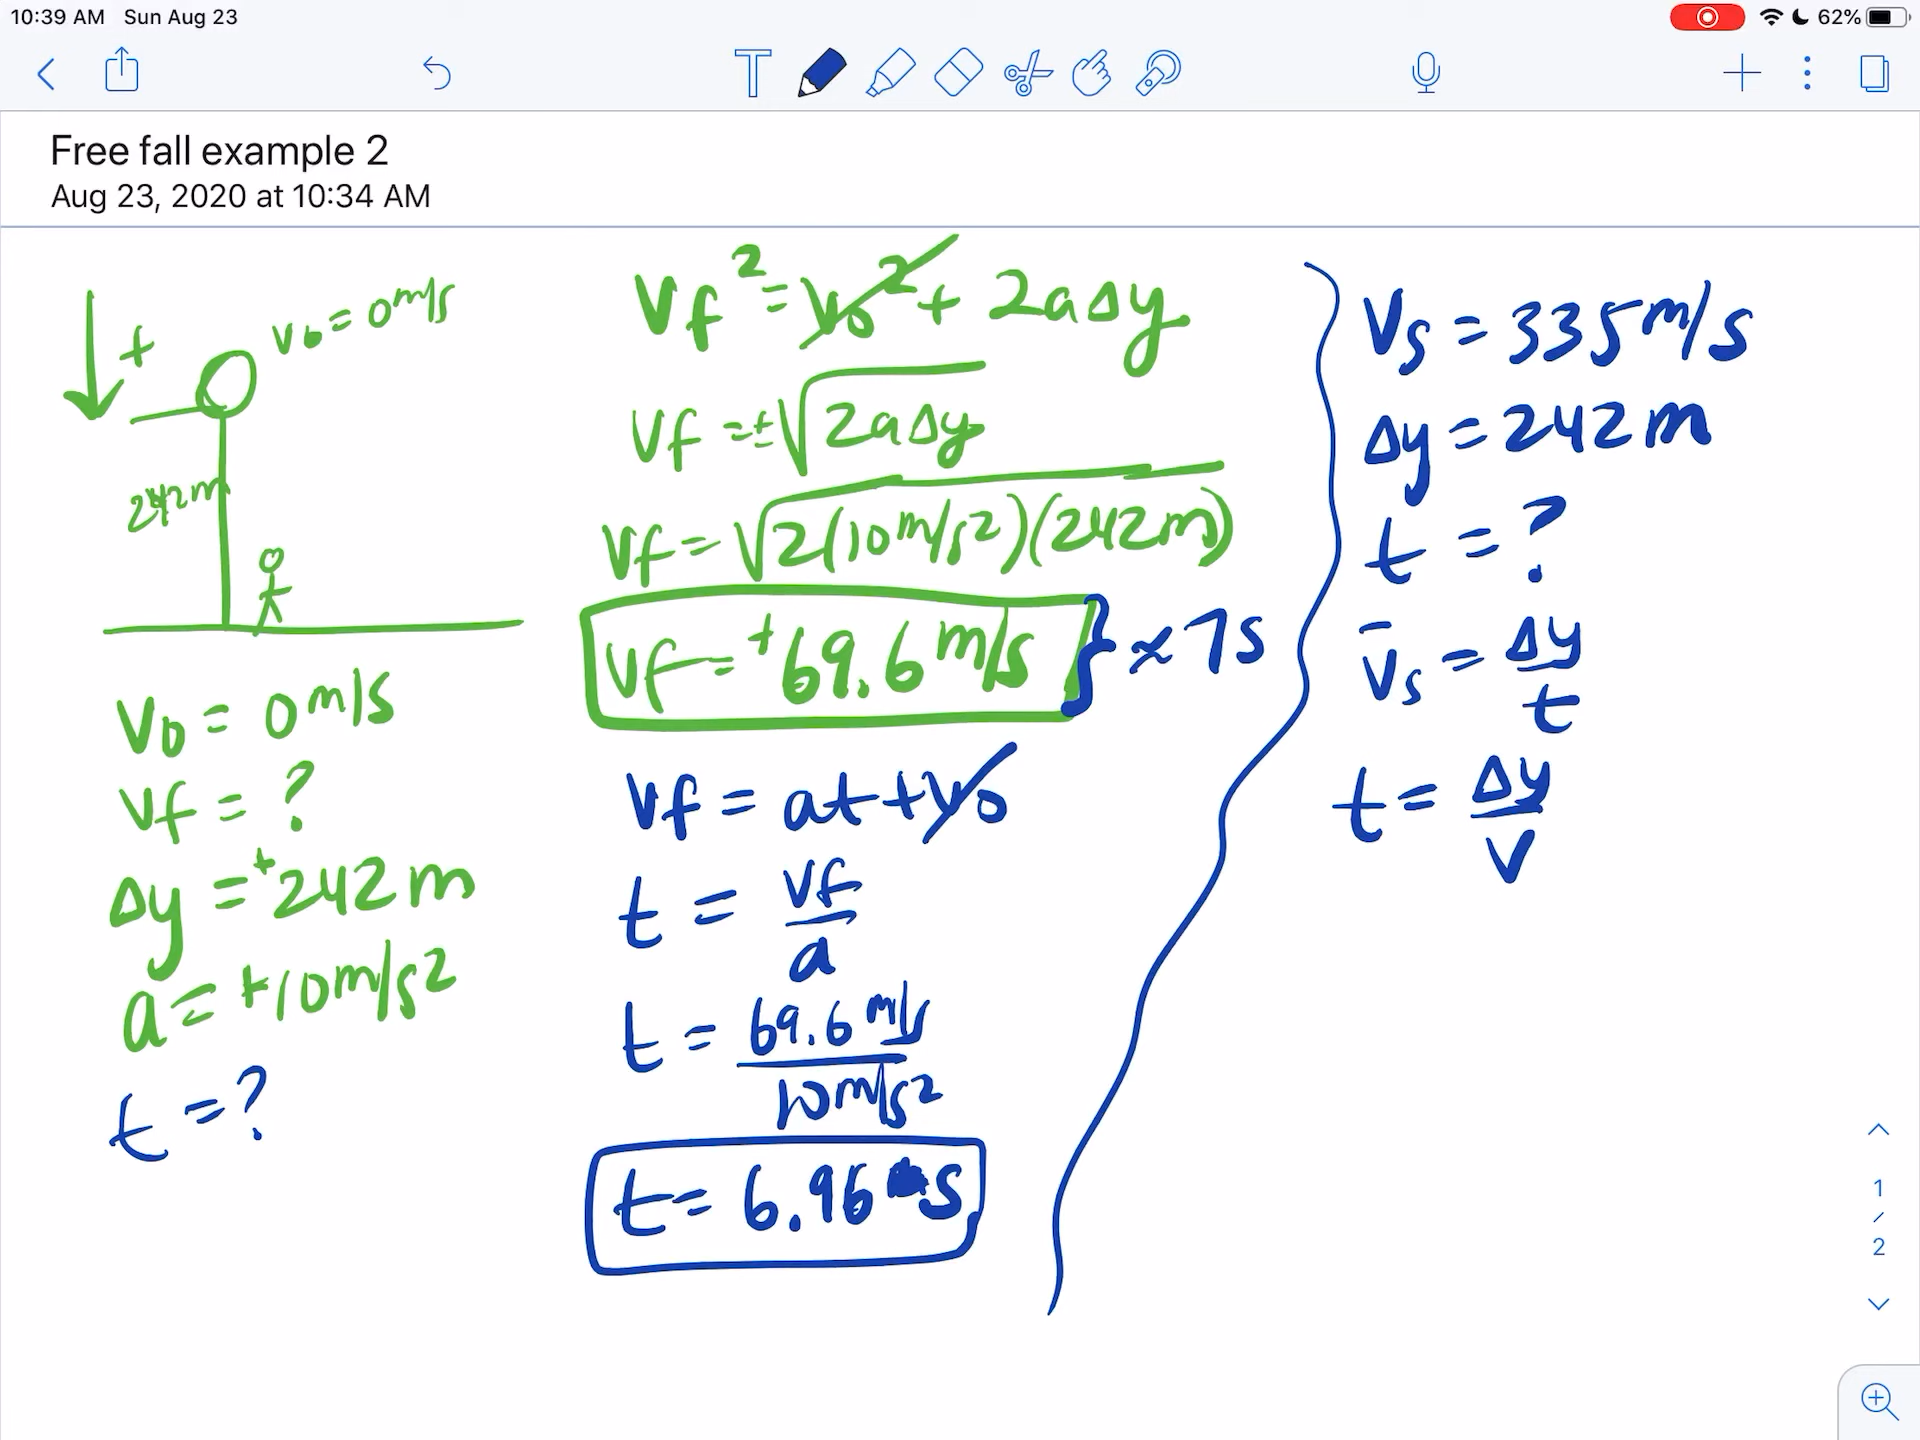 10:39 AM Sun Aug 23
62%
T
Free fall example 2
Aug 23, 2020 at 10:34 AM
+
v₀ = 0 m/s
242m
v₀ = 0 m/s
vf = ?
Δy = +242 m
a = +10 m/s2
t = ?
vf² = v₀² + 2aΔy
vf = ±√2aΔy
vf = √2(10 m/s²)(242m)
vf = +69.6 m/s } ≈ 7s
vf = at + v₀
t = vf/a
t = 69.6 m/s / 10 m/s2
t = 6.96 s
vs = 335 m/s
Δy = 242 m
t = ?
v̄s = Δy/t
t = Δy/v
1
/
2